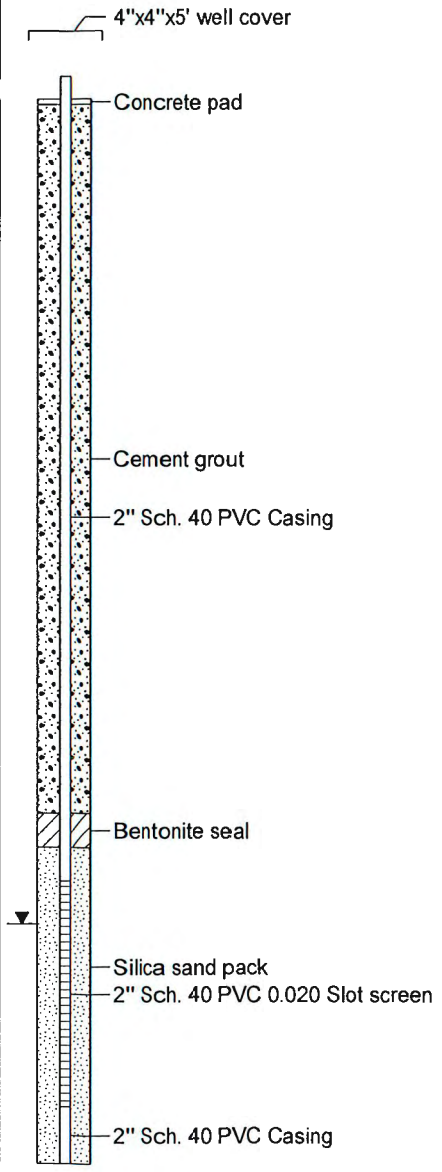 4"x4"x5' well cover
Concrete pad
Cement grout
2" Sch. 40 PVC Casing
Bentonite seal
Silica sand pack
2" Sch. 40 PVC 0.020 Slot screen
2" Sch. 40 PVC Casing